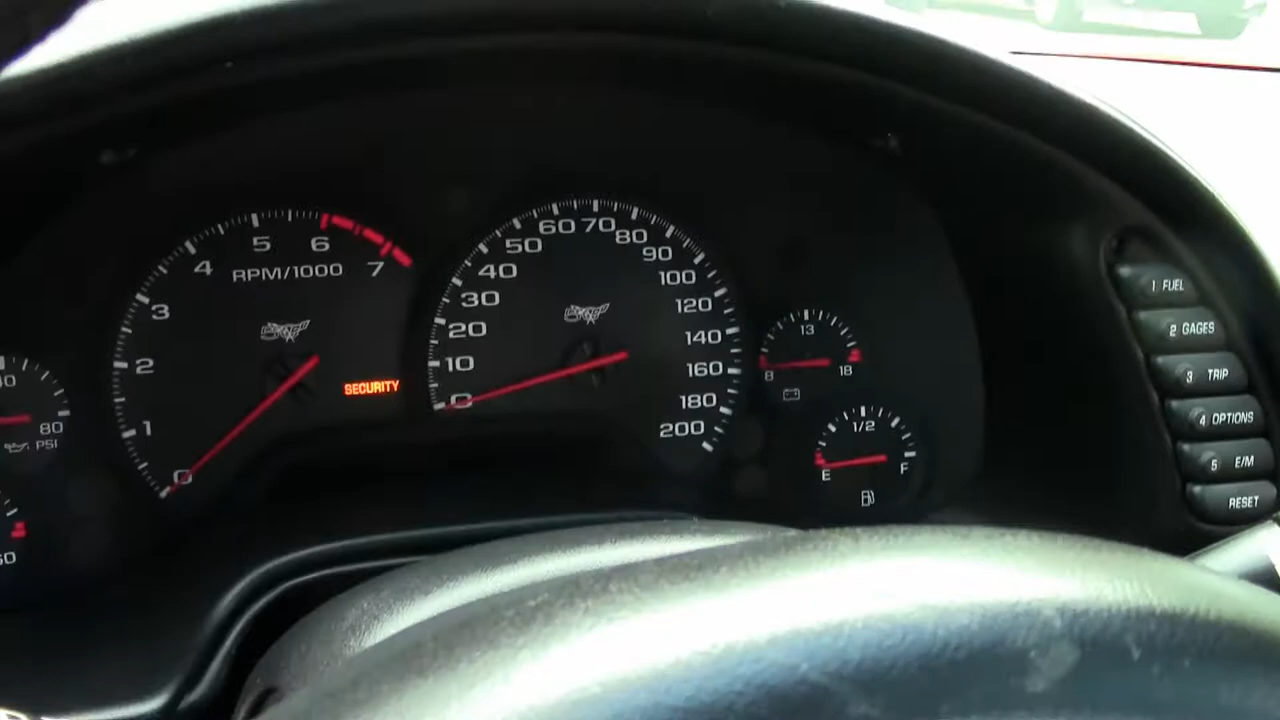 5
6
4
7
RPM/1000
3
2
1
0
SECURITY
80
PSI
60
70
50
80
40
90
30
100
20
120
10
140
0
160
180
200
13
8
18
1/2
E
F
1 FUEL
2 GAGES
3 TRIP
4 OPTIONS
5 E/M
RESET